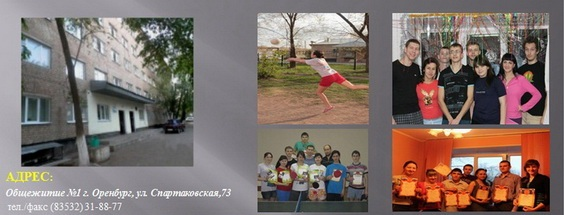 АДРЕС:
Общежитие №1 г. Оренбург, ул. Спартаковская,73
тел./факс (83532) 31-88-77